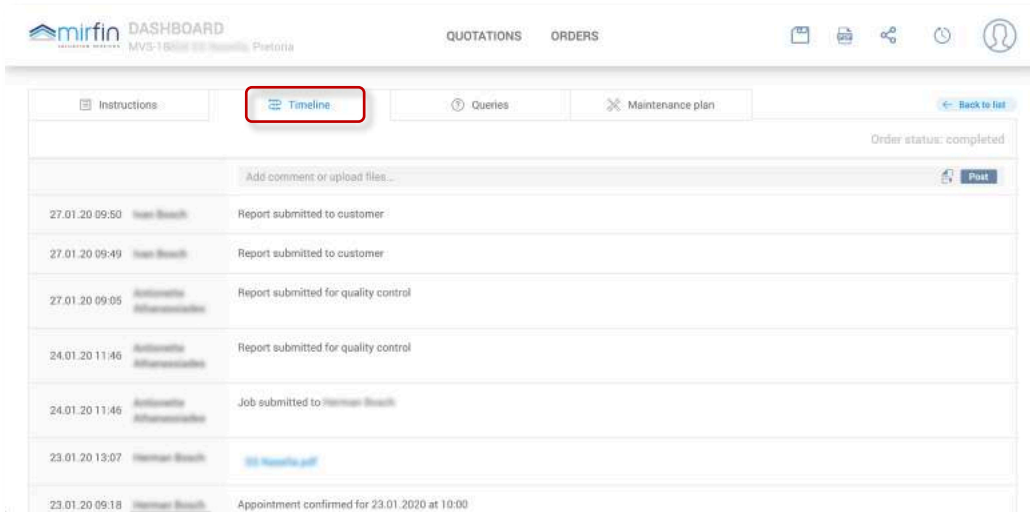 mirfin
DASHBOARD
MVS-1 Pretoria
QUOTATIONS ORDERS
Instructions Timeline Queries Maintenance plan ← Back to list
Order status: completed
Add comment or upload files... Post
27.01.20 09:50 Report submitted to customer
27.01.20 09:49 Report submitted to customer
27.01.20 09:05 Report submitted for quality control
24.01.20 11:46 Report submitted for quality control
24.01.20 11:46 Job submitted to
23.01.20 13:07
23.01.20 09:18 Appointment confirmed for 23.01.2020 at 10:00